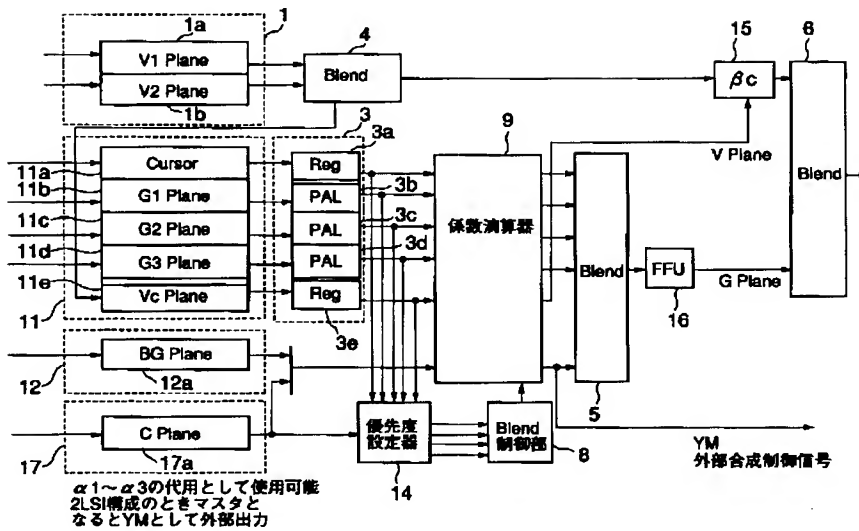 1
1a
V1 Plane
V2 Plane
1b
4
Blend
15
βc
6
Blend
3
3a
11a
Cursor
Reg
11b
G1 Plane
PAL
3b
11c
G2 Plane
PAL
3c
11d
G3 Plane
PAL
3d
11e
Vc Plane
Reg
3e
11
9
係数演算器
V Plane
Blend
5
FFU
16
G Plane
BG Plane
12a
12
C Plane
17a
17
優先度
設定器
14
Blend
制御部
8
YM
外部合成制御信号
α1～α3の代用として使用可能
2LSI構成のときマスタと
なるとYMとして外部出力